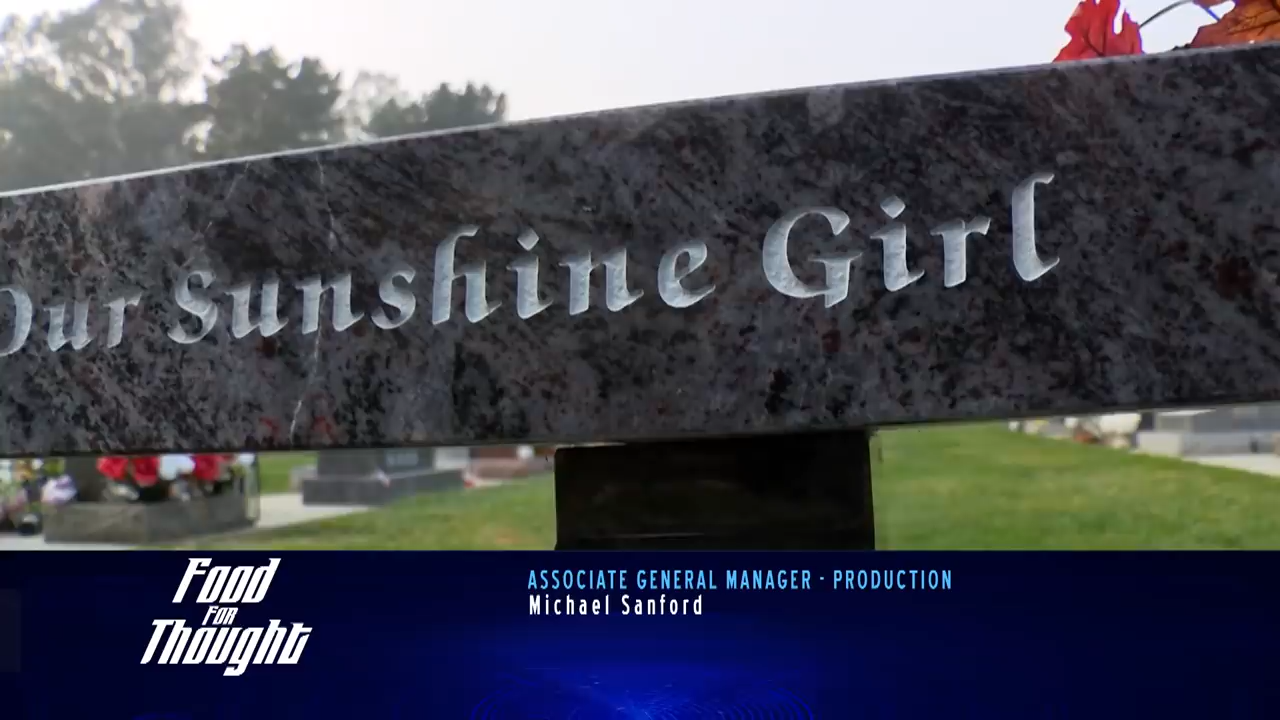 Our Sunshine Girl
Food
FOR
Thought
ASSOCIATE GENERAL MANAGER - PRODUCTION
Michael Sanford